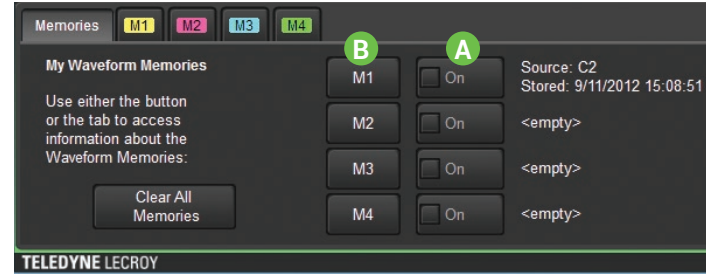 Memories M1 M2 M3 M4
B A
My Waveform Memories
Use either the button
or the tab to access
information about the
Waveform Memories:
Clear All
Memories
M1 On Source: C2
Stored: 9/11/2012 15:08:51
M2 On <empty>
M3 On <empty>
M4 On <empty>
TELEDYNE LECROY